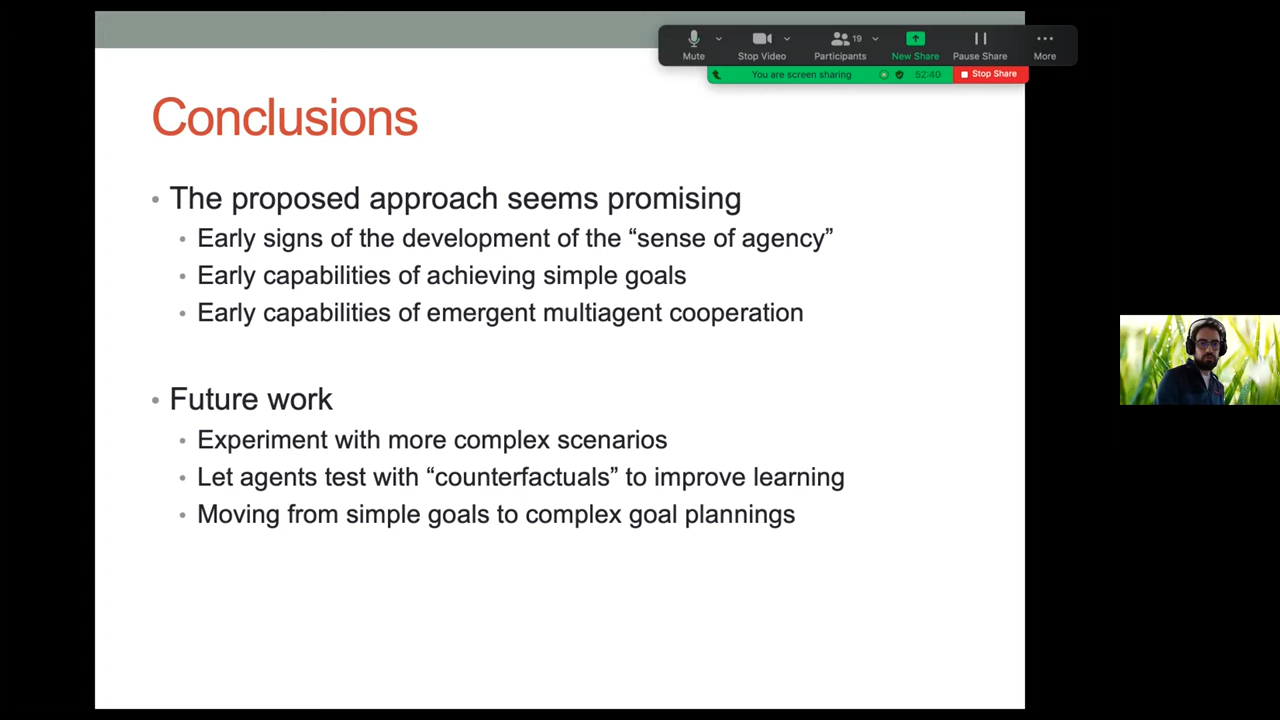 19
Mute
Stop Video
Participants
New Share
Pause Share
More
You are screen sharing
52:40
Stop Share
Conclusions
• The proposed approach seems promising
• Early signs of the development of the “sense of agency”
• Early capabilities of achieving simple goals
• Early capabilities of emergent multiagent cooperation
• Future work
• Experiment with more complex scenarios
• Let agents test with “counterfactuals” to improve learning
• Moving from simple goals to complex goal plannings